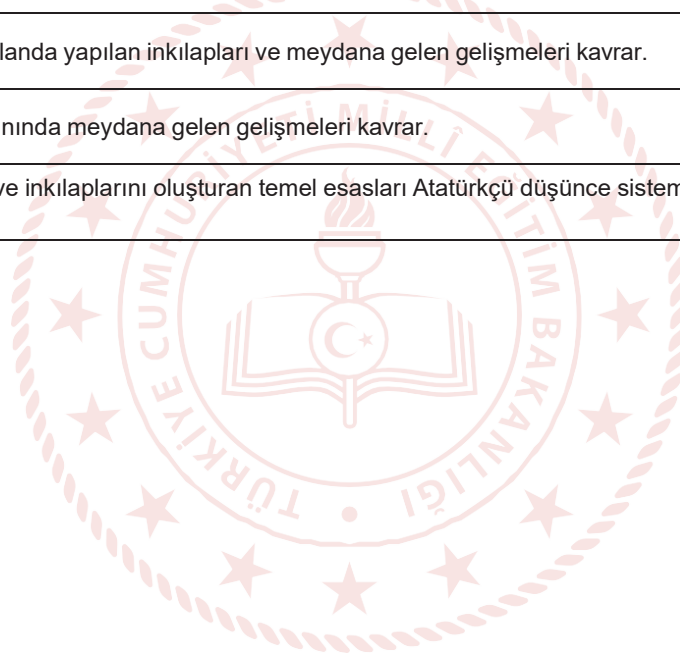 landa yapılan inkılapları ve meydana gelen gelişmeleri kavrar.
nında meydana gelen gelişmeleri kavrar.
ve inkılaplarını oluşturan temel esasları Atatürkçü düşünce sistem
TÜRKİYE CUMHURİYETİ MİLLÎ EĞİTİM BAKANLIĞI